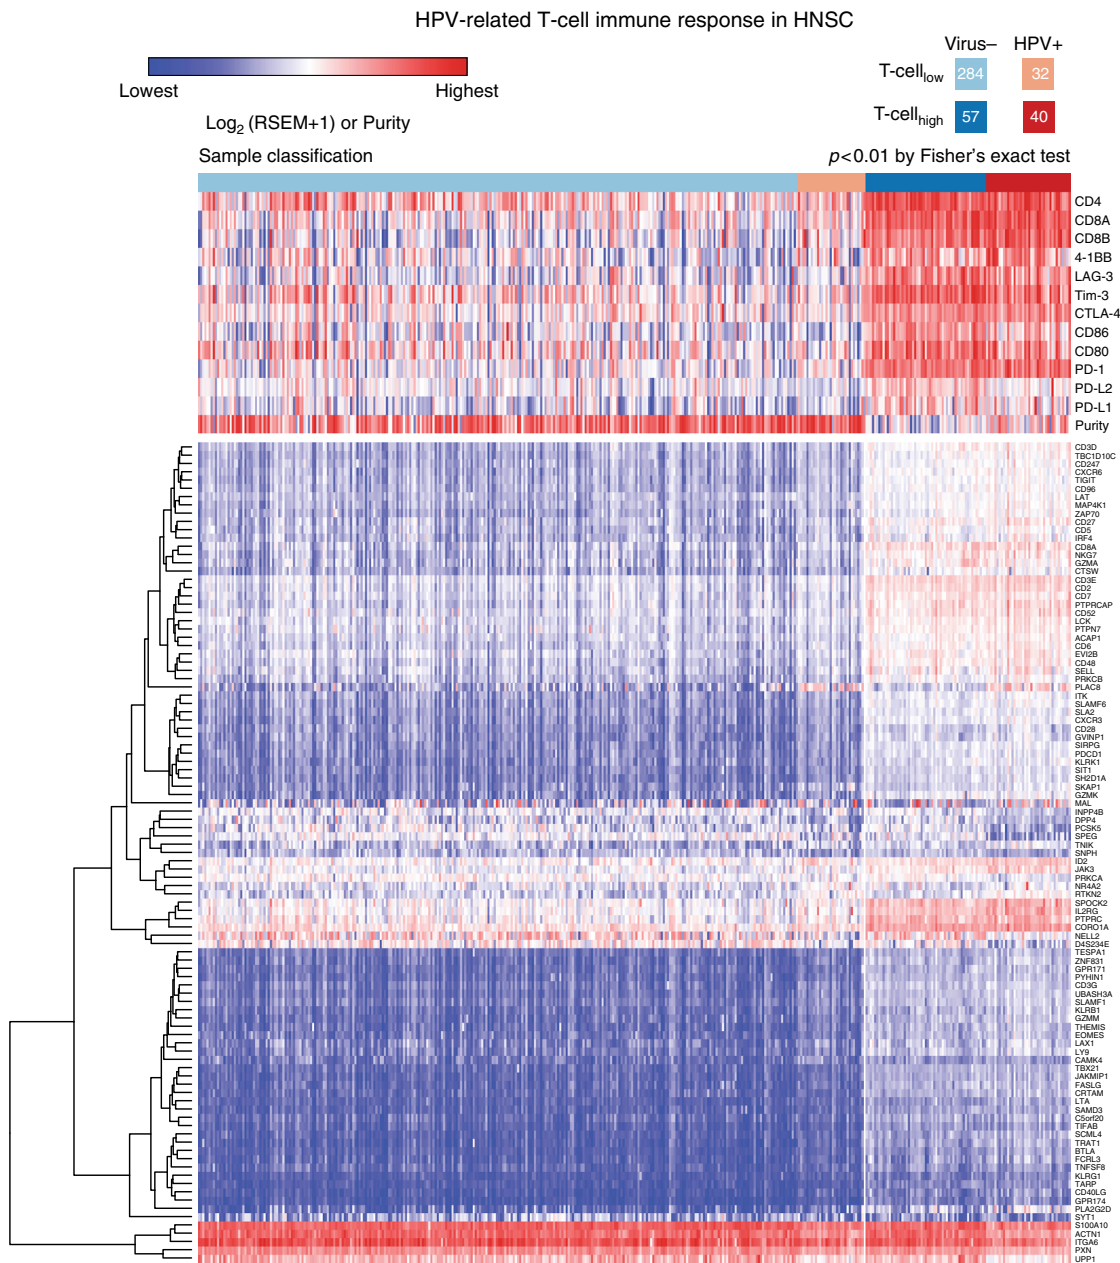 HPV-related T-cell immune response in HNSC
Virus– HPV+
T-cell low 284 32
Lowest Highest
T-cell high 57 40
Log2 (RSEM+1) or Purity
Sample classification p<0.01 by Fisher's exact test
CD4
CD8A
CD8B
4-1BB
LAG-3
Tim-3
CTLA-4
CD86
CD80
PD-1
PD-L2
PD-L1
Purity
CD3D
TBC1D10C
CD247
CXCR6
TIGIT
CD96
LAT
MAP4K1
ZAP70
CD27
CD5
IRF4
CD8A
NKG7
GZMA
CTSW
CD3E
CD2
CD7
PTPRCAP
CD52
LCK
PTPN7
ACAP1
CD6
EVI2B
CD48
SELL
PRKCB
PLAC8
ITK
SLAMF6
SLA2
CXCR3
CD28
GVINP1
SIRPG
PDCD1
KLRK1
SIT1
SH2D1A
SKAP1
GZMK
MAL
INPP4B
DPP4
PCSK5
SPEG
TNIK
SNPH
ID2
JAK3
PRKCA
NR4A2
RTKN2
SPOCK2
IL2RG
PTPRC
CORO1A
NELL2
D4S234E
TESPA1
ZNF831
GPR171
PYHIN1
CD3G
UBASH3A
SLAMF1
KLRB1
GZMM
THEMIS
EOMES
LAX1
LY9
CAMK4
TBX21
JAKMIP1
FASLG
CRTAM
LTA
SAMD3
C5orf20
TIFAB
SCML4
TRAT1
BTLA
FCRL3
TNFSF8
KLRG1
TARP
CD40LG
GPR174
PLA2G2D
SYT1
S100A10
ACTN1
ITGA6
PXN
UPP1